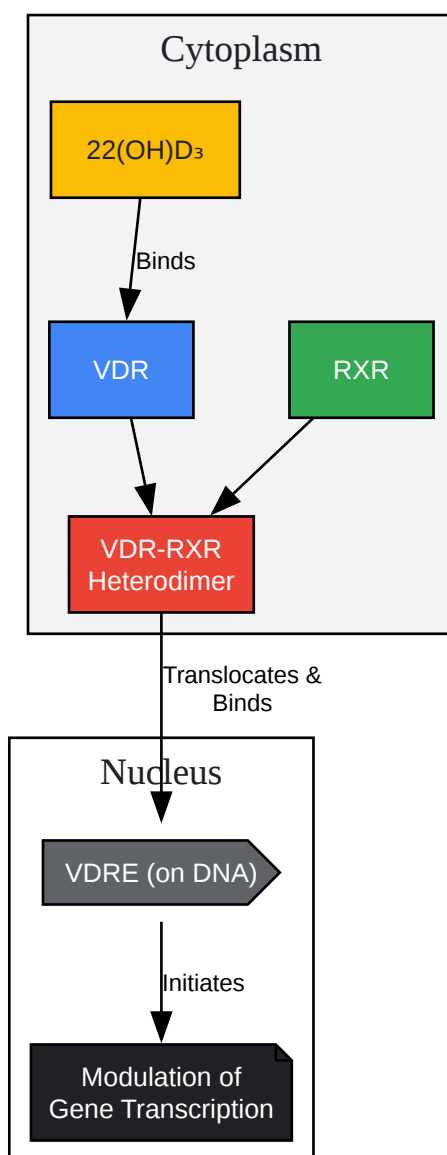 Cytoplasm
22(OH)D₃
Binds
VDR
RXR
VDR-RXR
Heterodimer
Translocates &
Binds
Nucleus
VDRE (on DNA)
Initiates
Modulation of
Gene Transcription